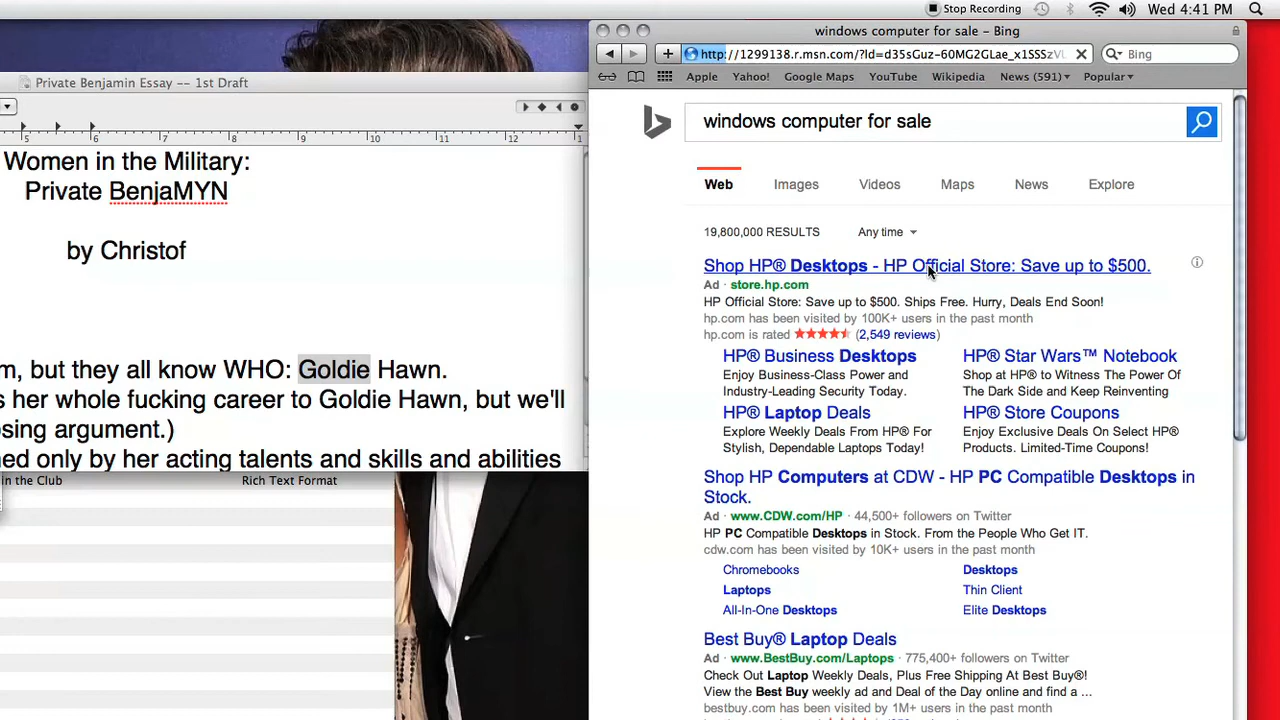 Stop Recording
Wed 4:41 PM
Private Benjamin Essay -- 1st Draft
5 6 7 8 9 10 11 12 1
Women in the Military:
Private BenjaMYN
by Christof
m, but they all know WHO: Goldie Hawn.
s her whole fucking career to Goldie Hawn, but we'll
osing argument.)
ned only by her acting talents and skills and abilities
in the Club
Rich Text Format
windows computer for sale - Bing
http://1299138.r.msn.com/?ld=d35sGuz-60MG2GLae_x1SSSzVL
Bing
Apple Yahoo! Google Maps YouTube Wikipedia News (591) Popular
windows computer for sale
Web Images Videos Maps News Explore
19,800,000 RESULTS Any time
Shop HP® Desktops - HP Official Store: Save up to $500.
Ad · store.hp.com
HP Official Store: Save up to $500. Ships Free. Hurry, Deals End Soon!
hp.com has been visited by 100K+ users in the past month
hp.com is rated (2,549 reviews)
HP® Business Desktops
Enjoy Business-Class Power and
Industry-Leading Security Today.
HP® Star Wars™ Notebook
Shop at HP® to Witness The Power Of
The Dark Side and Keep Reinventing
HP® Laptop Deals
Explore Weekly Deals From HP® For
Stylish, Dependable Laptops Today!
HP® Store Coupons
Enjoy Exclusive Deals On Select HP®
Products. Limited-Time Coupons!
Shop HP Computers at CDW - HP PC Compatible Desktops in
Stock.
Ad · www.CDW.com/HP · 44,500+ followers on Twitter
HP PC Compatible Desktops in Stock. From the People Who Get IT.
cdw.com has been visited by 10K+ users in the past month
Chromebooks Desktops
Laptops Thin Client
All-In-One Desktops Elite Desktops
Best Buy® Laptop Deals
Ad · www.BestBuy.com/Laptops · 775,400+ followers on Twitter
Check Out Laptop Weekly Deals, Plus Free Shipping At Best Buy®!
View the Best Buy weekly ad and Deal of the Day online and find a ...
bestbuy.com has been visited by 1M+ users in the past month